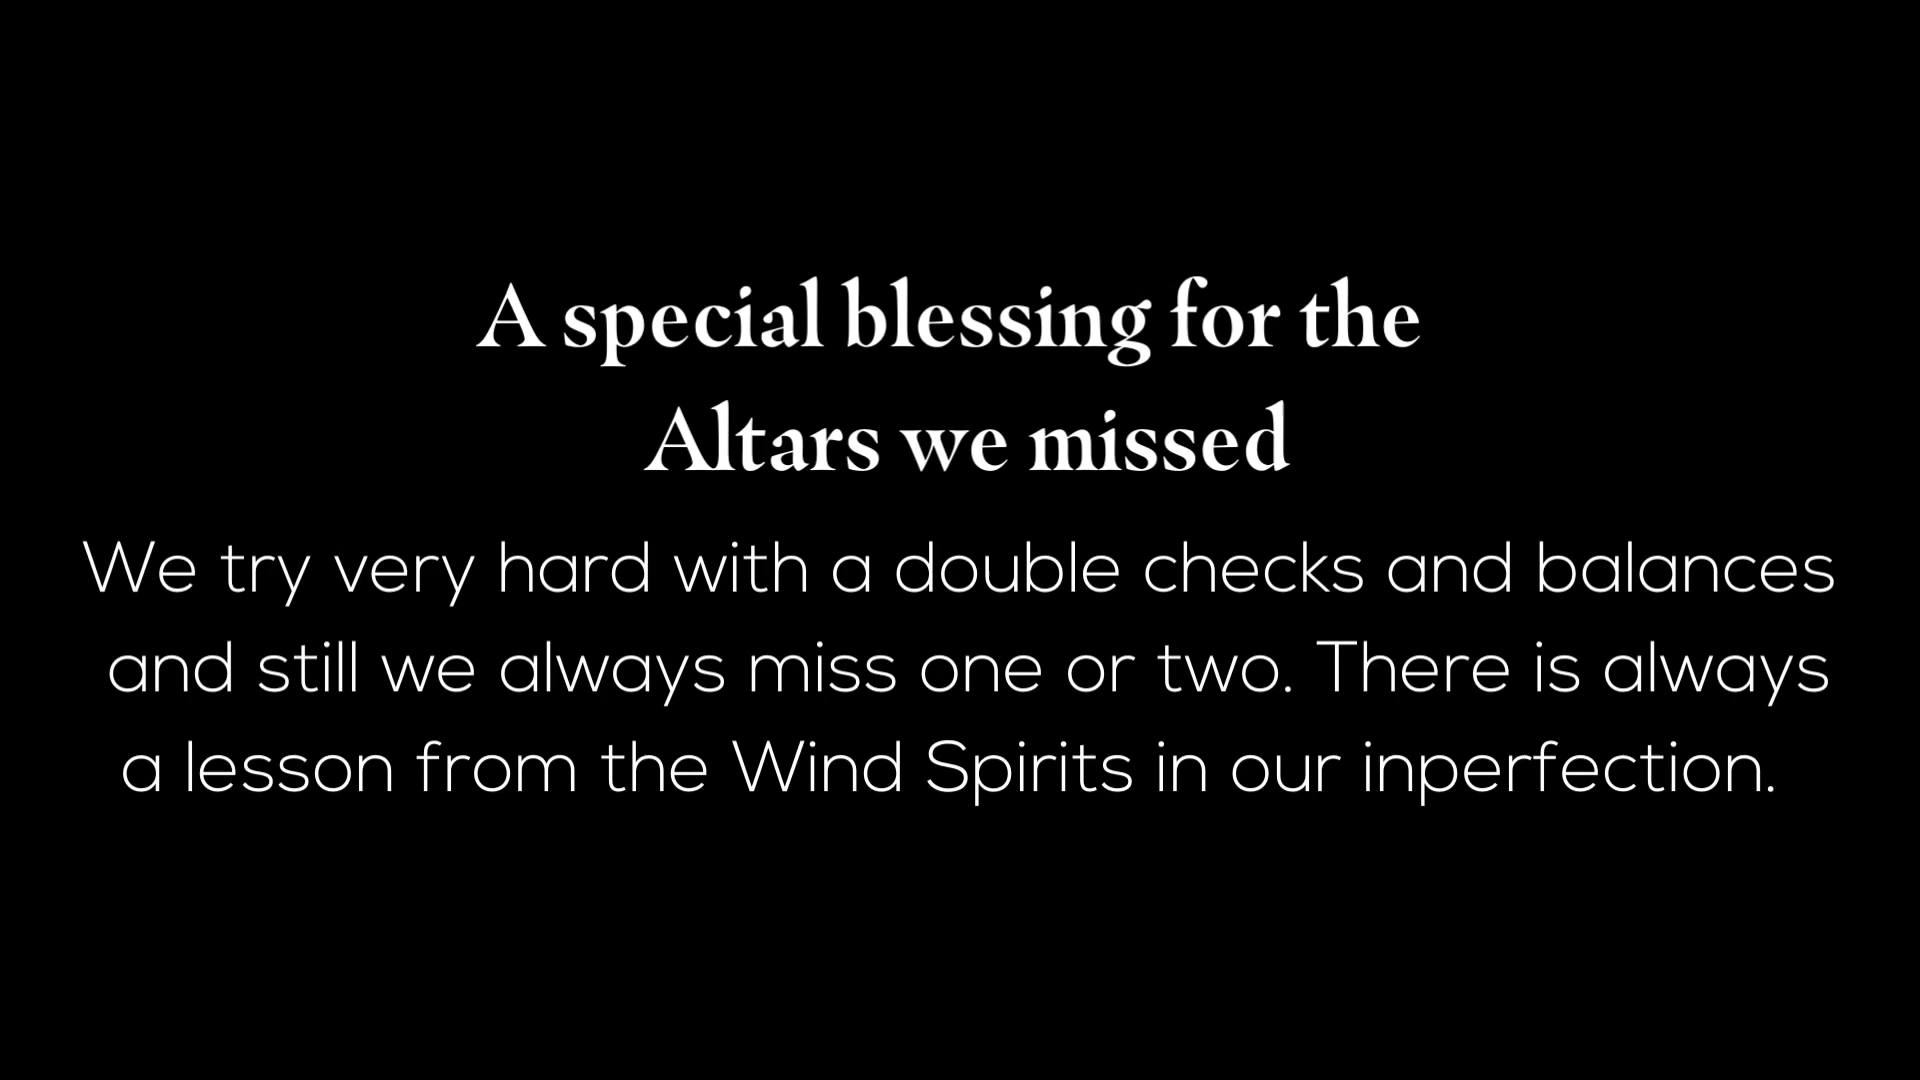 A special blessing for the
Altars we missed
We try very hard with a double checks and balances
and still we always miss one or two. There is always
a lesson from the Wind Spirits in our inperfection.